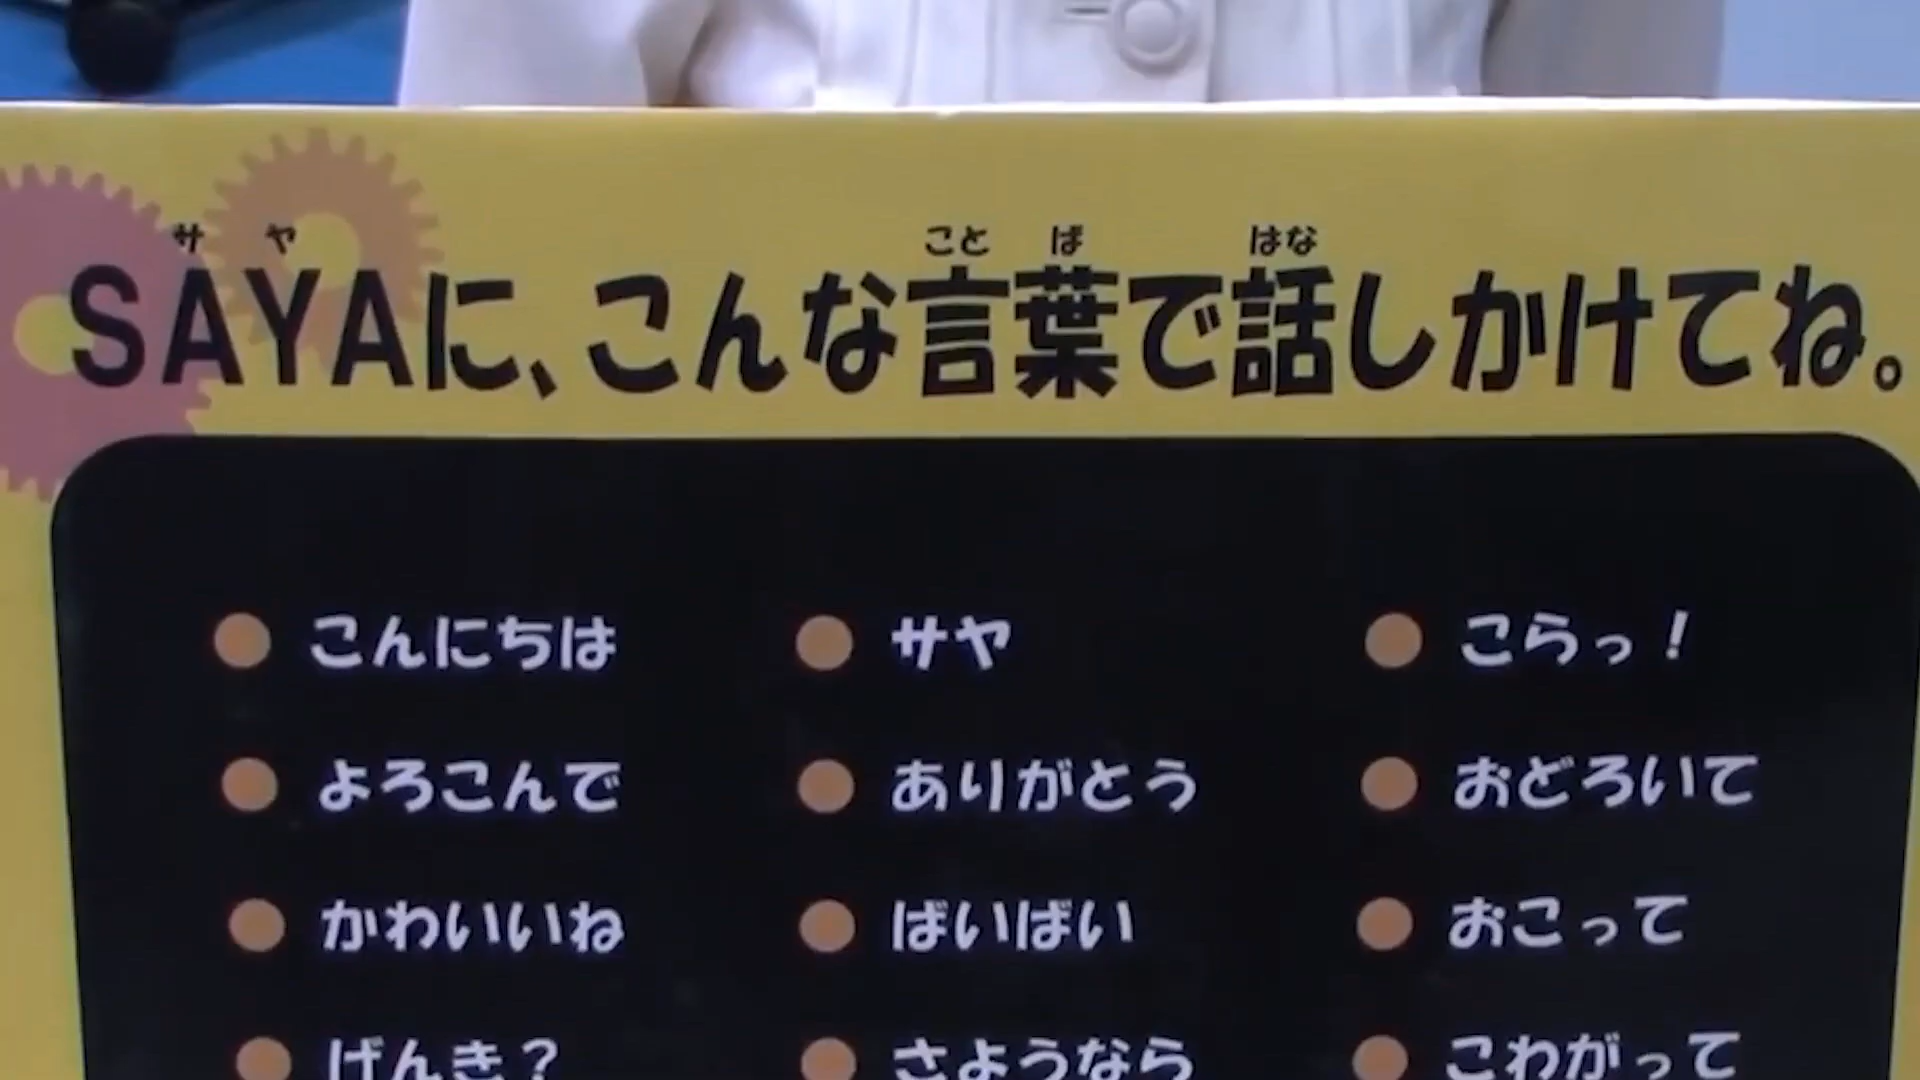 サ ヤ こと ば はな
SAYAに、こんな言葉で話しかけてね。
こんにちは サヤ こらっ！
よろこんで ありがとう おどろいて
かわいいね ばいばい おこって
げんき？ さようなら こわがって